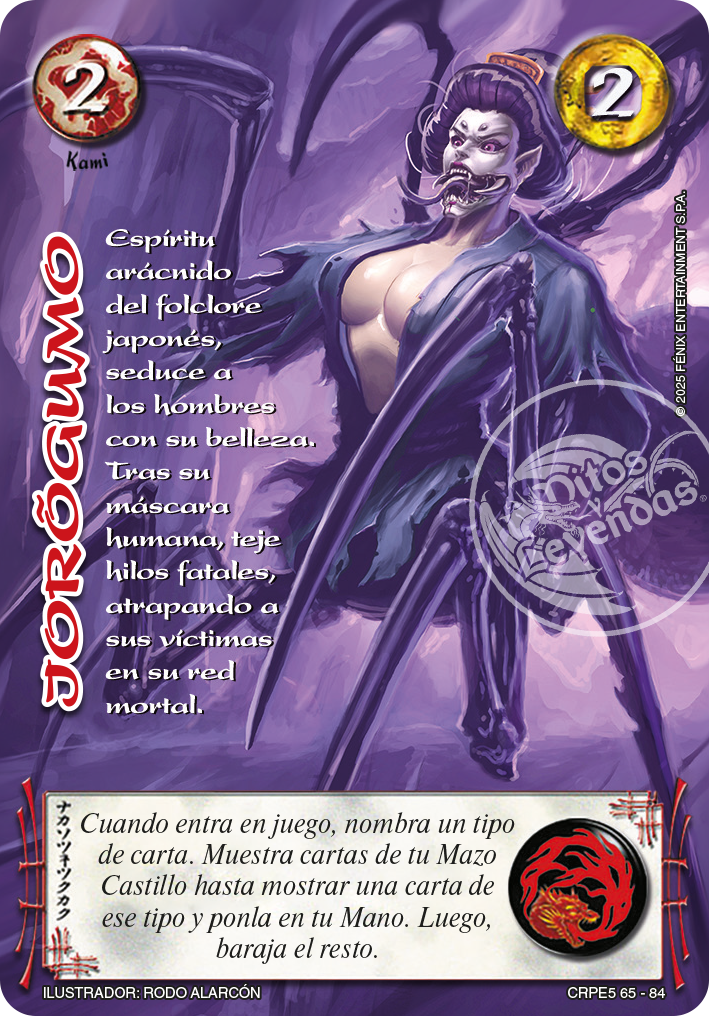 2
2
Kami
JORŌGUMO
Espíritu
arácnido
del folclore
japonés,
seduce a
los hombres
con su belleza.
Tras su
máscara
humana, teje
hilos fatales,
atrapando a
sus víctimas
en su red
mortal.
© 2025 FÉNIX ENTERTAINMENT S.P.A.
Mitos
y
Leyendas®
Cuando entra en juego, nombra un tipo
de carta. Muestra cartas de tu Mazo
Castillo hasta mostrar una carta de
ese tipo y ponla en tu Mano. Luego,
baraja el resto.
ILUSTRADOR: RODO ALARCÓN
CRPE5 65 - 84